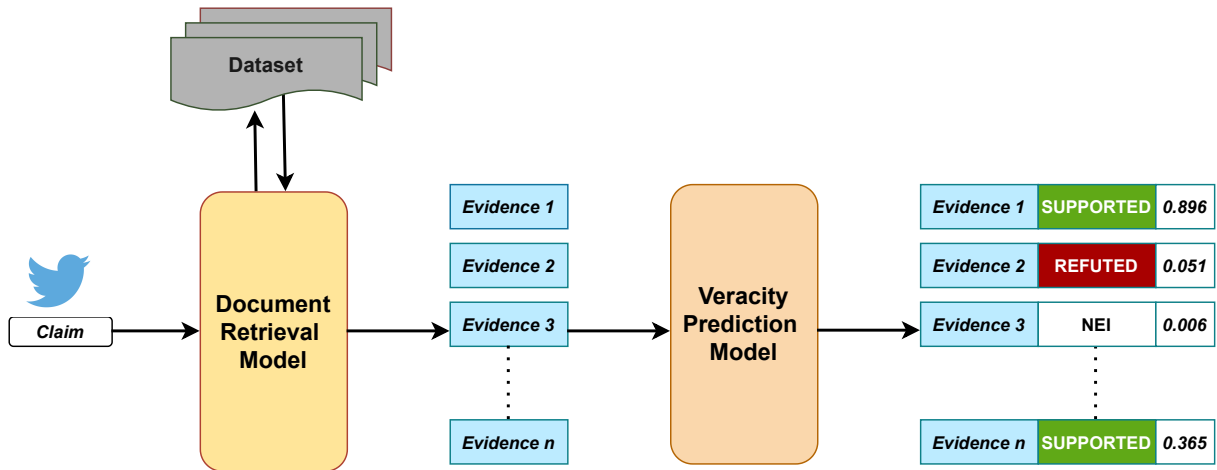 Dataset
Claim
Document
Retrieval
Model
Evidence 1
Evidence 2
Evidence 3
Evidence n
Veracity
Prediction
Model
Evidence 1 SUPPORTED 0.896
Evidence 2 REFUTED 0.051
Evidence 3 NEI 0.006
Evidence n SUPPORTED 0.365